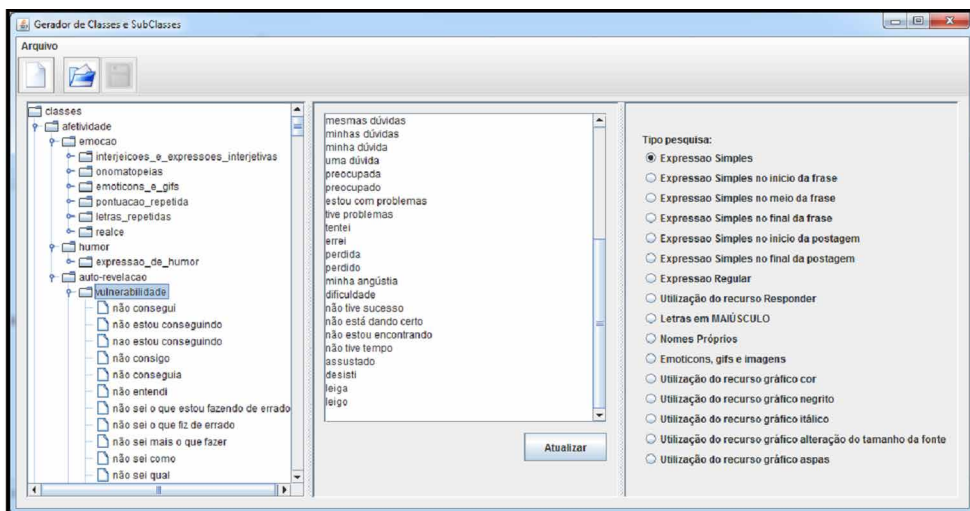 Gerador de Classes e SubClasses
Arquivo
classes
afetividade
emocao
interjeicoes_e_expressoes_interjetivas
onomatopeias
emoticons_e_gifs
pontuacao_repetida
letras_repetidas
realce
humor
expressao_de_humor
auto-revelacao
vulnerabilidade
não consegui
não estou conseguindo
nao estou conseguindo
não consigo
não conseguia
não entendi
não sei o que estou fazendo de errado
não sei o que fiz de errado
não sei mais o que fazer
não sei como
não sei qual
mesmas dúvidas
minhas dúvidas
minha dúvida
uma dúvida
preocupada
preocupado
estou com problemas
tive problemas
tentei
errei
perdida
perdido
minha angústia
dificuldade
não tive sucesso
não está dando certo
não estou encontrando
não tive tempo
assustado
desisti
leiga
leigo
Atualizar
Tipo pesquisa:
Expressao Simples
Expressao Simples no inicio da frase
Expressao Simples no meio da frase
Expressao Simples no final da frase
Expressao Simples no inicio da postagem
Expressao Simples no final da postagem
Expressao Regular
Utilização do recurso Responder
Letras em MAIÚSCULO
Nomes Próprios
Emoticons, gifs e imagens
Utilização do recurso gráfico cor
Utilização do recurso gráfico negrito
Utilização do recurso gráfico itálico
Utilização do recurso gráfico alteração do tamanho da fonte
Utilização do recurso gráfico aspas